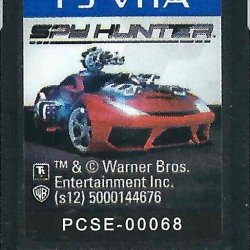 PS VITA
SPY HUNTER.
TM & © Warner Bros.
Entertainment Inc.
(s12) 5000144676
PCSE-00068